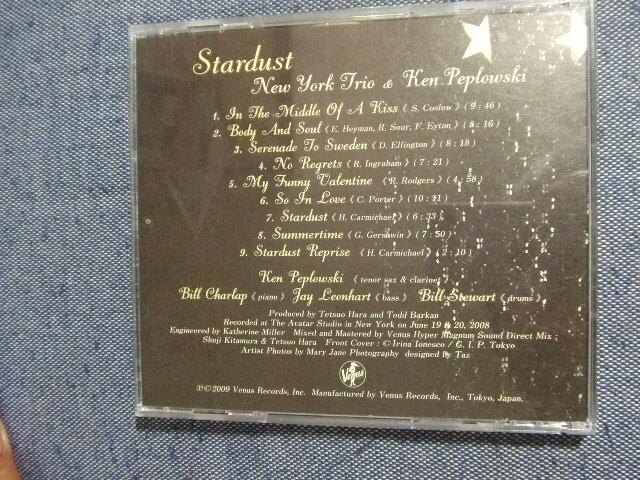 Stardust
New York Trio & Ken Peplowski
1. In The Middle Of A Kiss ( S. Coslow ) ( 9 : 46 )
2. Body And Soul ( E. Heyman, R. Sour, F. Eyton ) ( 8 : 16 )
3. Serenade To Sweden ( D. Ellington ) ( 8 : 18 )
4. No Regrets ( R. Ingraham ) ( 7 : 21 )
5. My Funny Valentine ( R. Rodgers ) ( 4 : 58 )
6. So In Love ( C. Porter ) ( 10 : 11 )
7. Stardust ( H. Carmichael ) ( 6 : 33 )
8. Summertime ( G. Gershwin ) ( 7 : 50 )
9. Stardust Reprise ( H. Carmichael ) ( 2 : 10 )
Ken Peplowski ( tenor sax & clarinet )
Bill Charlap ( piano ) Jay Leonhart ( bass ) Bill Stewart ( drums )
Produced by Tetsuo Hara and Todd Barkan
Recorded at The Avatar Studio in New York on June 19 & 20, 2008
Engineered by Katherine Miller Mixed and Mastered by Venus Hyper Magnum Sound Direct Mix :
Shuji Kitamura & Tetsuo Hara Front Cover : © Irina Ionesco / G. I. P. Tokyo
Artist Photos by Mary Jane Photography designed by Taz
Venus
℗©2009 Venus Records, Inc. Manufactured by Venus Records, Inc., Tokyo, Japan.